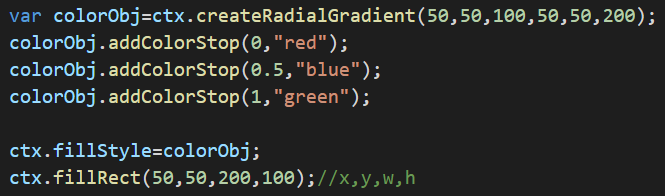 var colorObj=ctx.createRadialGradient(50,50,100,50,50,200);
colorObj.addColorStop(0,"red");
colorObj.addColorStop(0.5,"blue");
colorObj.addColorStop(1,"green");
ctx.fillStyle=colorObj;
ctx.fillRect(50,50,200,100);//x,y,w,h